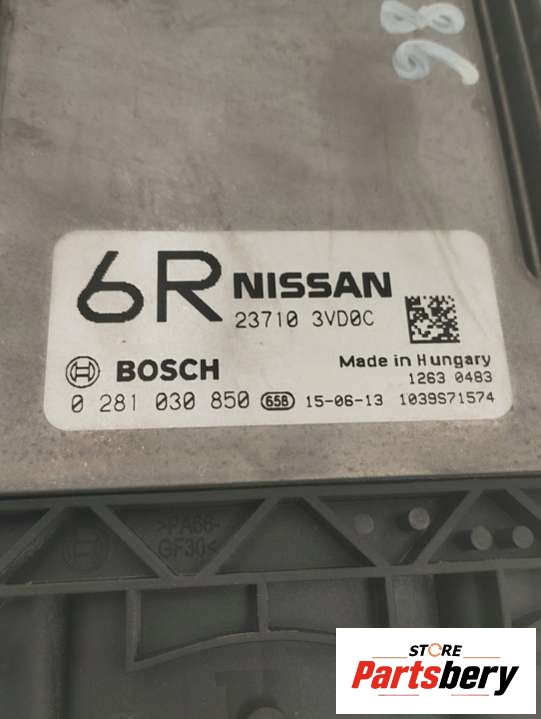 86
6R NISSAN
23710 3VD0C
BOSCH
Made in Hungary
1263 0483
0 281 030 850 658 15-06-13 1039S71574
>PA66-
GF30<
STORE
Partsbery